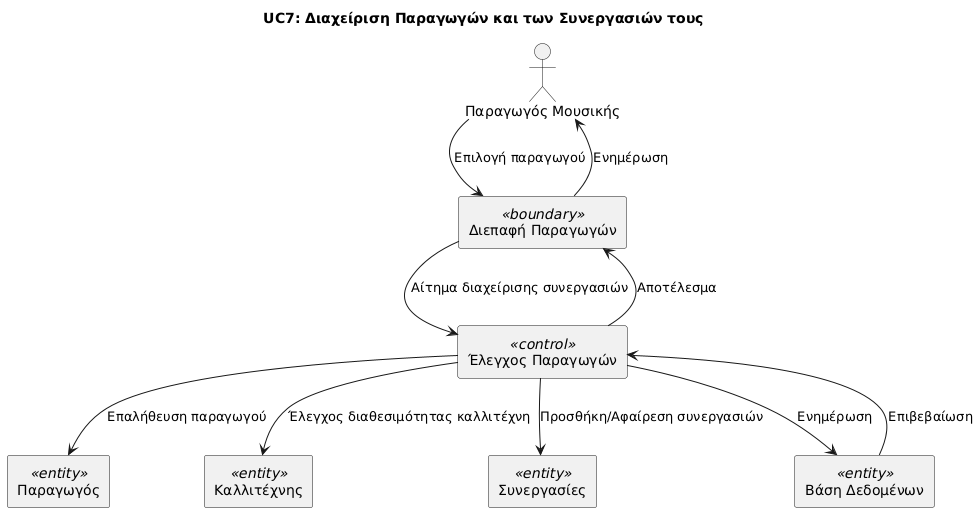 UC7: Διαχείριση Παραγωγών και των Συνεργασιών τους
Παραγωγός Μουσικής
Επιλογή παραγωγού
Ενημέρωση
«boundary»
Διεπαφή Παραγωγών
Αίτημα διαχείρισης συνεργασιών
Αποτέλεσμα
«control»
Έλεγχος Παραγωγών
Επαλήθευση παραγωγού
Έλεγχος διαθεσιμότητας καλλιτέχνη
Προσθήκη/Αφαίρεση συνεργασιών
Ενημέρωση
Επιβεβαίωση
«entity»
Παραγωγός
«entity»
Καλλιτέχνης
«entity»
Συνεργασίες
«entity»
Βάση Δεδομένων